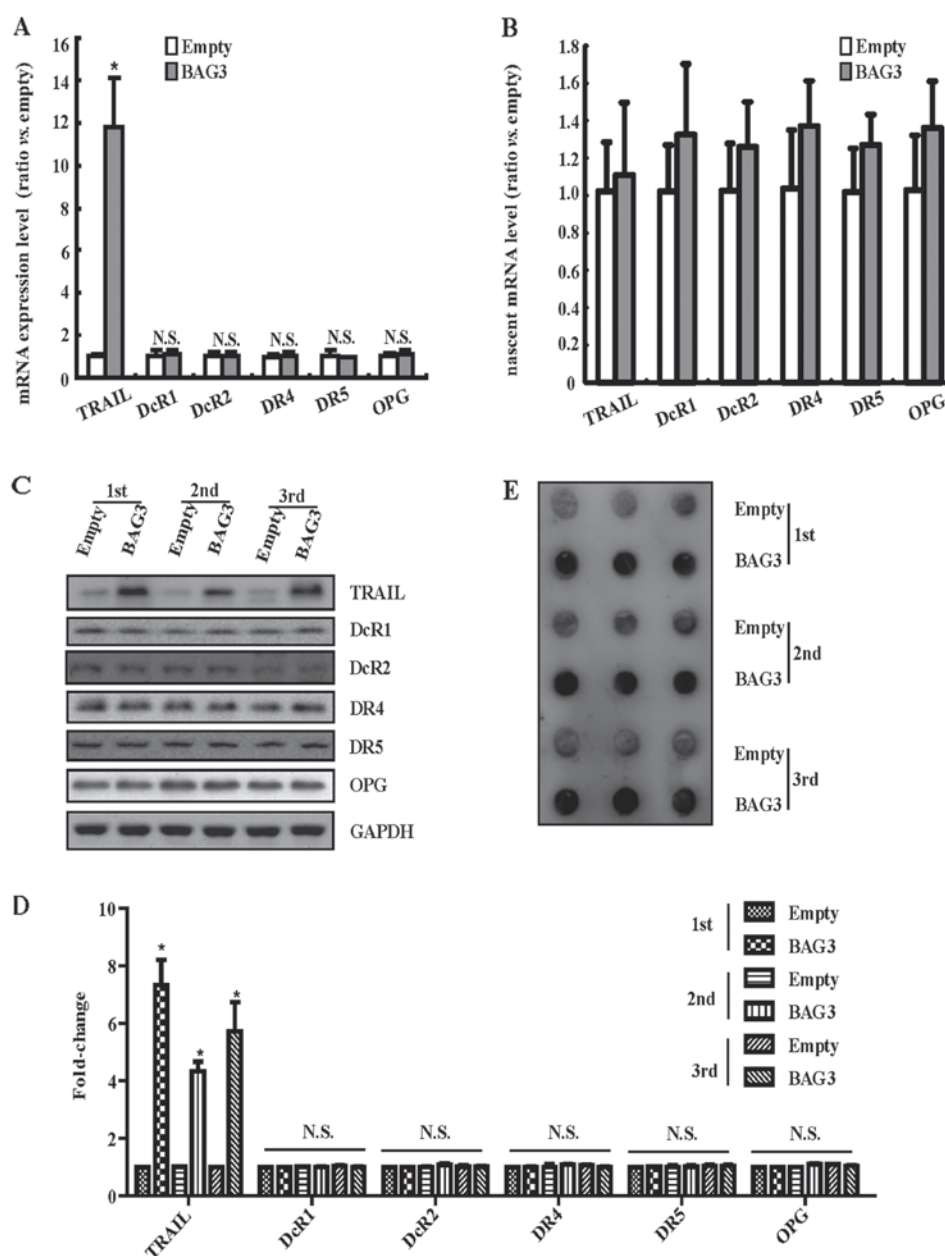 A
mRNA expression level (ratio vs. empty)
16
14
12
10
8
6
4
2
0
Empty
BAG3
*
N.S.
N.S.
N.S.
N.S.
N.S.
TRAIL
DcR1
DcR2
DR4
DR5
OPG
B
nascent mRNA level (ratio vs. empty)
1.8
1.6
1.4
1.2
1.0
0.8
0.6
0.4
0.2
0
Empty
BAG3
TRAIL
DcR1
DcR2
DR4
DR5
OPG
C
1st
2nd
3rd
Empty
BAG3
Empty
BAG3
Empty
BAG3
TRAIL
DcR1
DcR2
DR4
DR5
OPG
GAPDH
E
Empty
1st
BAG3
Empty
2nd
BAG3
Empty
3rd
BAG3
D
Fold-change
10
8
6
4
2
0
*
*
*
N.S.
N.S.
N.S.
N.S.
N.S.
TRAIL
DcR1
DcR2
DR4
DR5
OPG
1st
Empty
BAG3
2nd
Empty
BAG3
3rd
Empty
BAG3